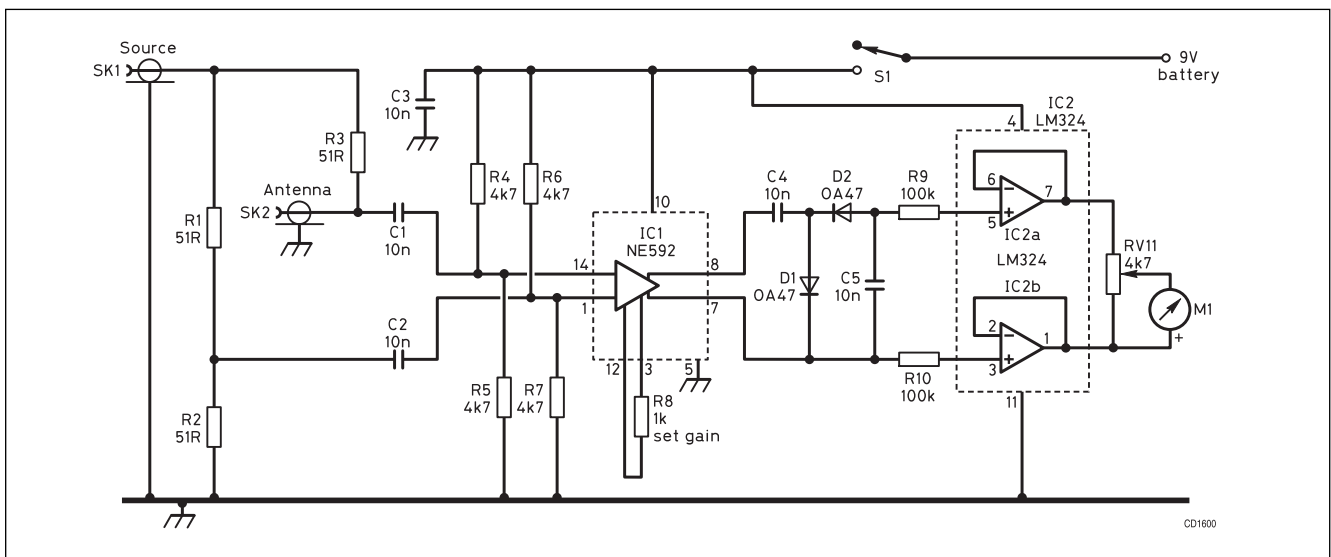 Source
SK1
S1
9V
battery
C3
10n
IC2
LM324
4
R3
51R
R4
4k7
R6
4k7
C4
10n
D2
OA47
R9
100k
6
7
5
IC2a
LM324
Antenna
SK2
R1
51R
C1
10n
10
IC1
NE592
14
8
D1
OA47
C5
10n
RV11
4k7
IC2b
1
7
2
1
3
M1
+
C2
10n
12
3
5
R10
100k
R2
51R
R5
4k7
R7
4k7
R8
1k
set gain
11
CD1600